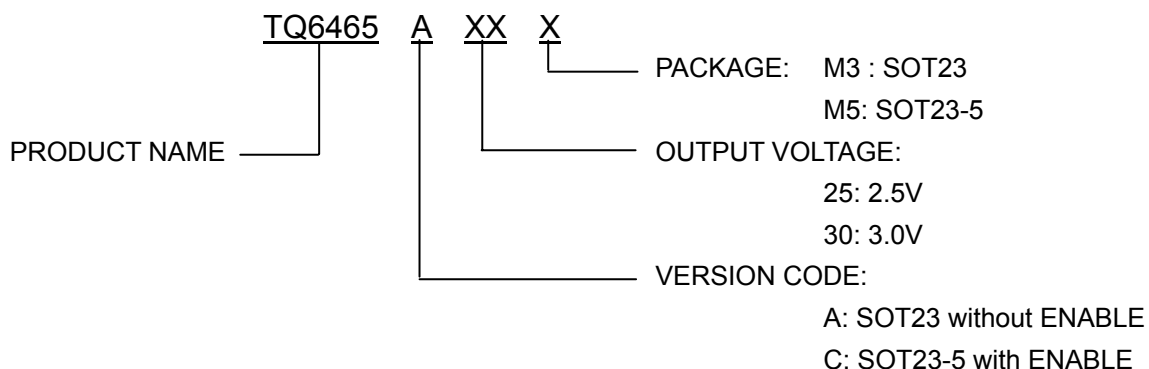 TQ6465 A XX X
PACKAGE: M3 : SOT23
M5: SOT23-5
PRODUCT NAME
OUTPUT VOLTAGE:
25: 2.5V
30: 3.0V
VERSION CODE:
A: SOT23 without ENABLE
C: SOT23-5 with ENABLE